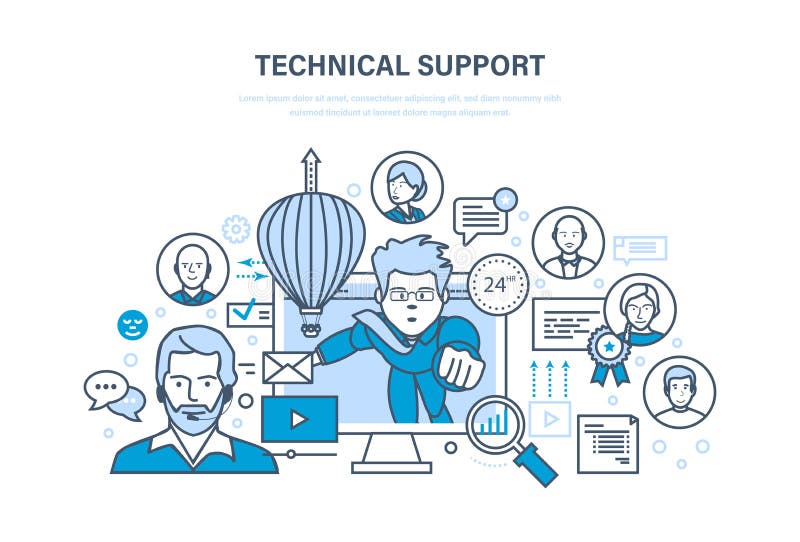 TECHNICAL SUPPORT
Lorem ipsum dolor sit amet, consectetuer adipiscing elit, sed diam nonummy nibh
euismod tincidunt ut laoreet dolore magna aliquam erat.
24 HR